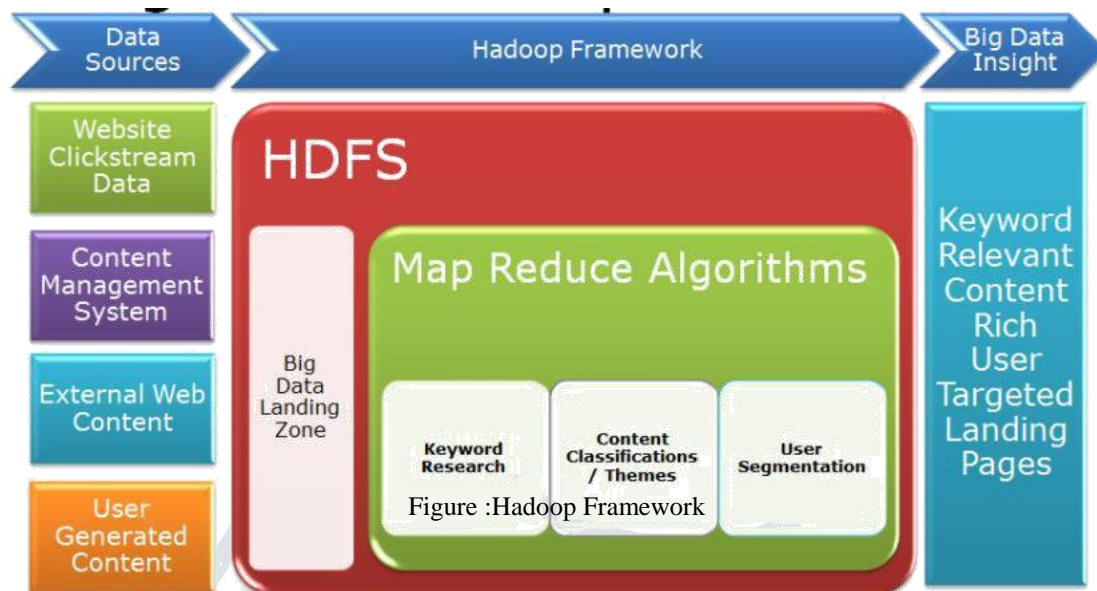 Data
Sources
Hadoop Framework
Big Data
Insight
Website
Clickstream
Data
Content
Management
System
External Web
Content
User
Generated
Content
HDFS
Big
Data
Landing
Zone
Map Reduce Algorithms
Keyword
Research
Content
Classifications
/ Themes
User
Segmentation
Figure :Hadoop Framework
Keyword
Relevant
Content
Rich
User
Targeted
Landing
Pages